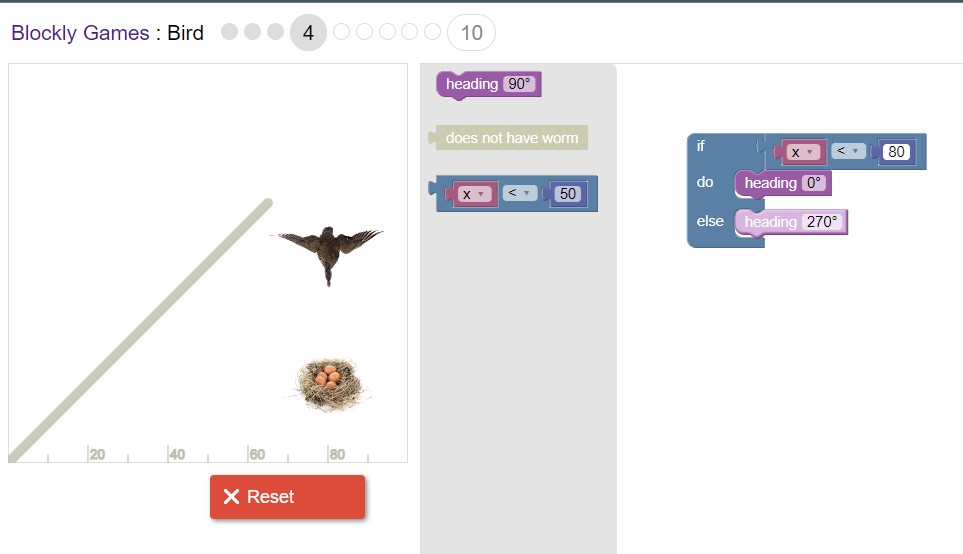 Blockly Games : Bird 4 10
heading 90°
does not have worm
x < 50
if x < 80
do heading 0°
else heading 270°
20 40 60 80
Reset